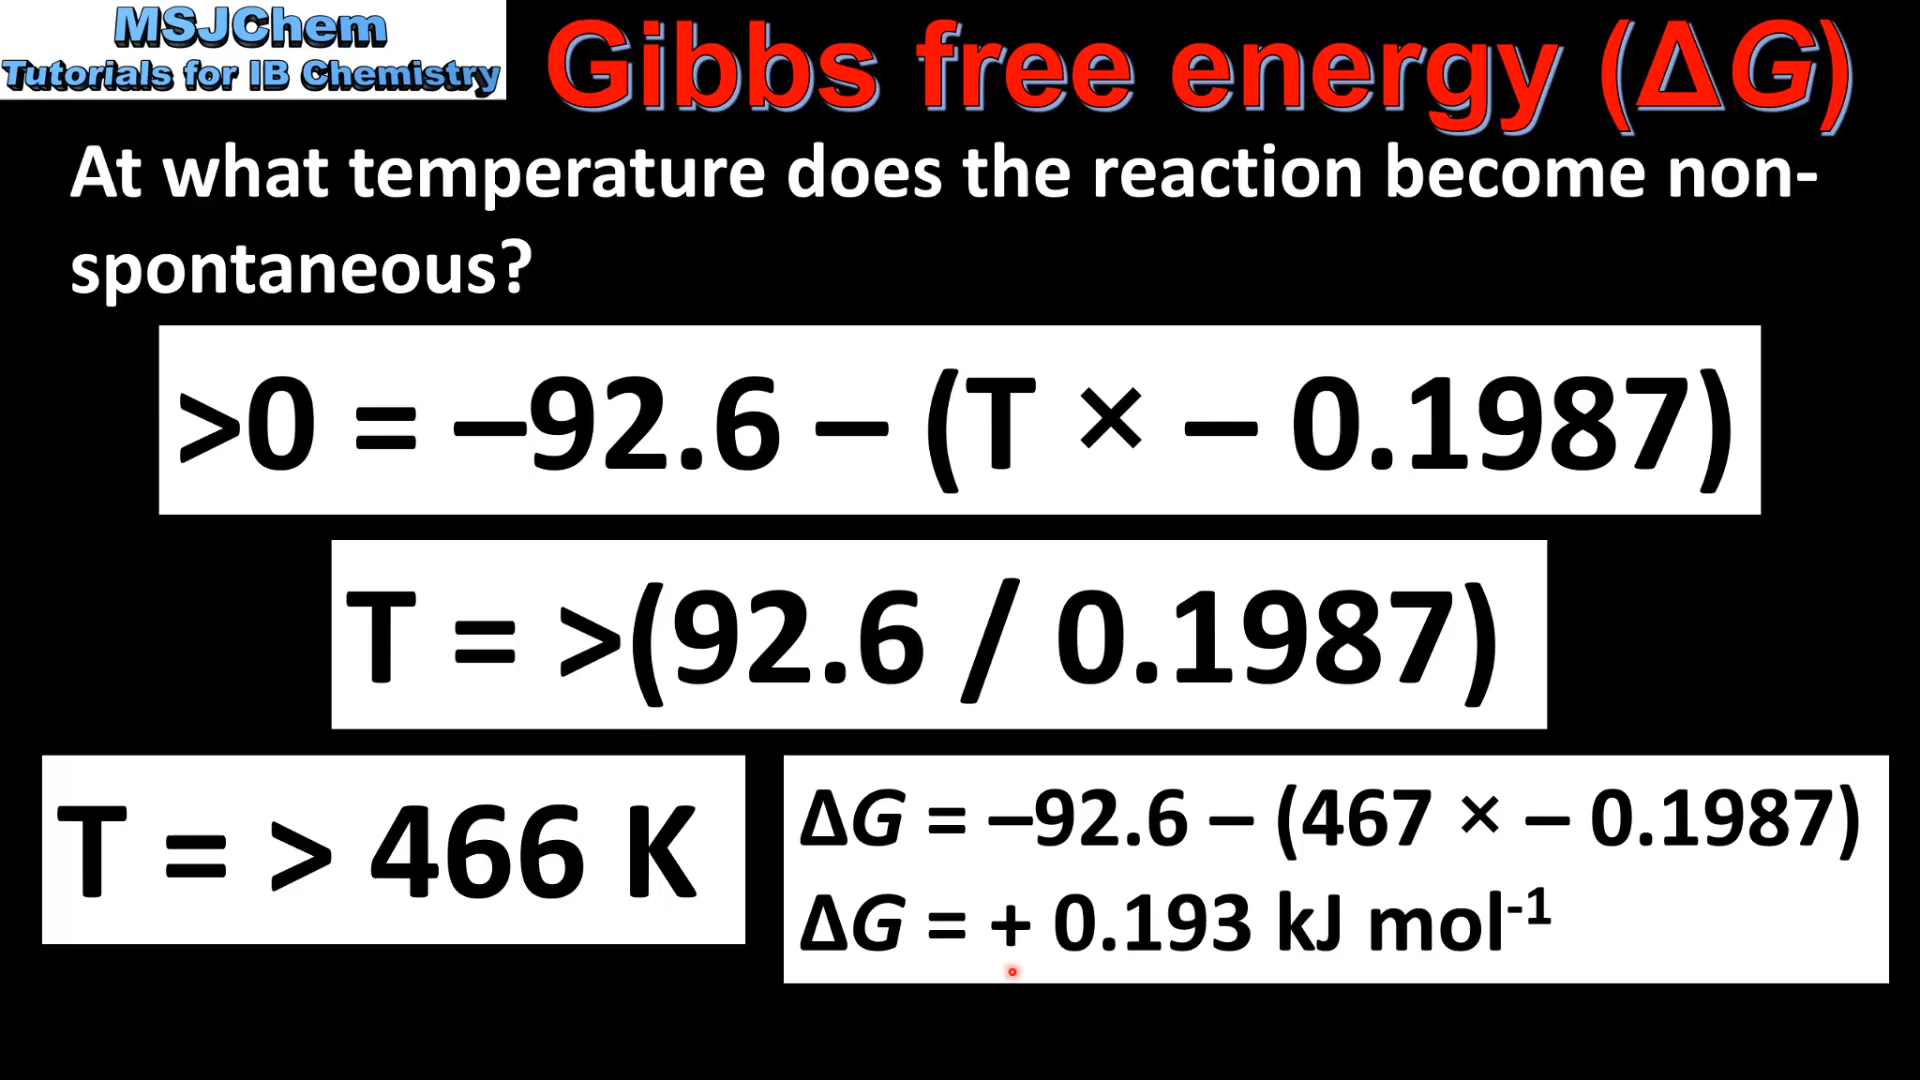 MSJChem
Tutorials for IB Chemistry
Gibbs free energy (ΔG)
At what temperature does the reaction become non-
spontaneous?
>0 = –92.6 – (T × – 0.1987)
T = >(92.6 / 0.1987)
T = > 466 K
ΔG = –92.6 – (467 × – 0.1987)
ΔG = + 0.193 kJ mol⁻¹